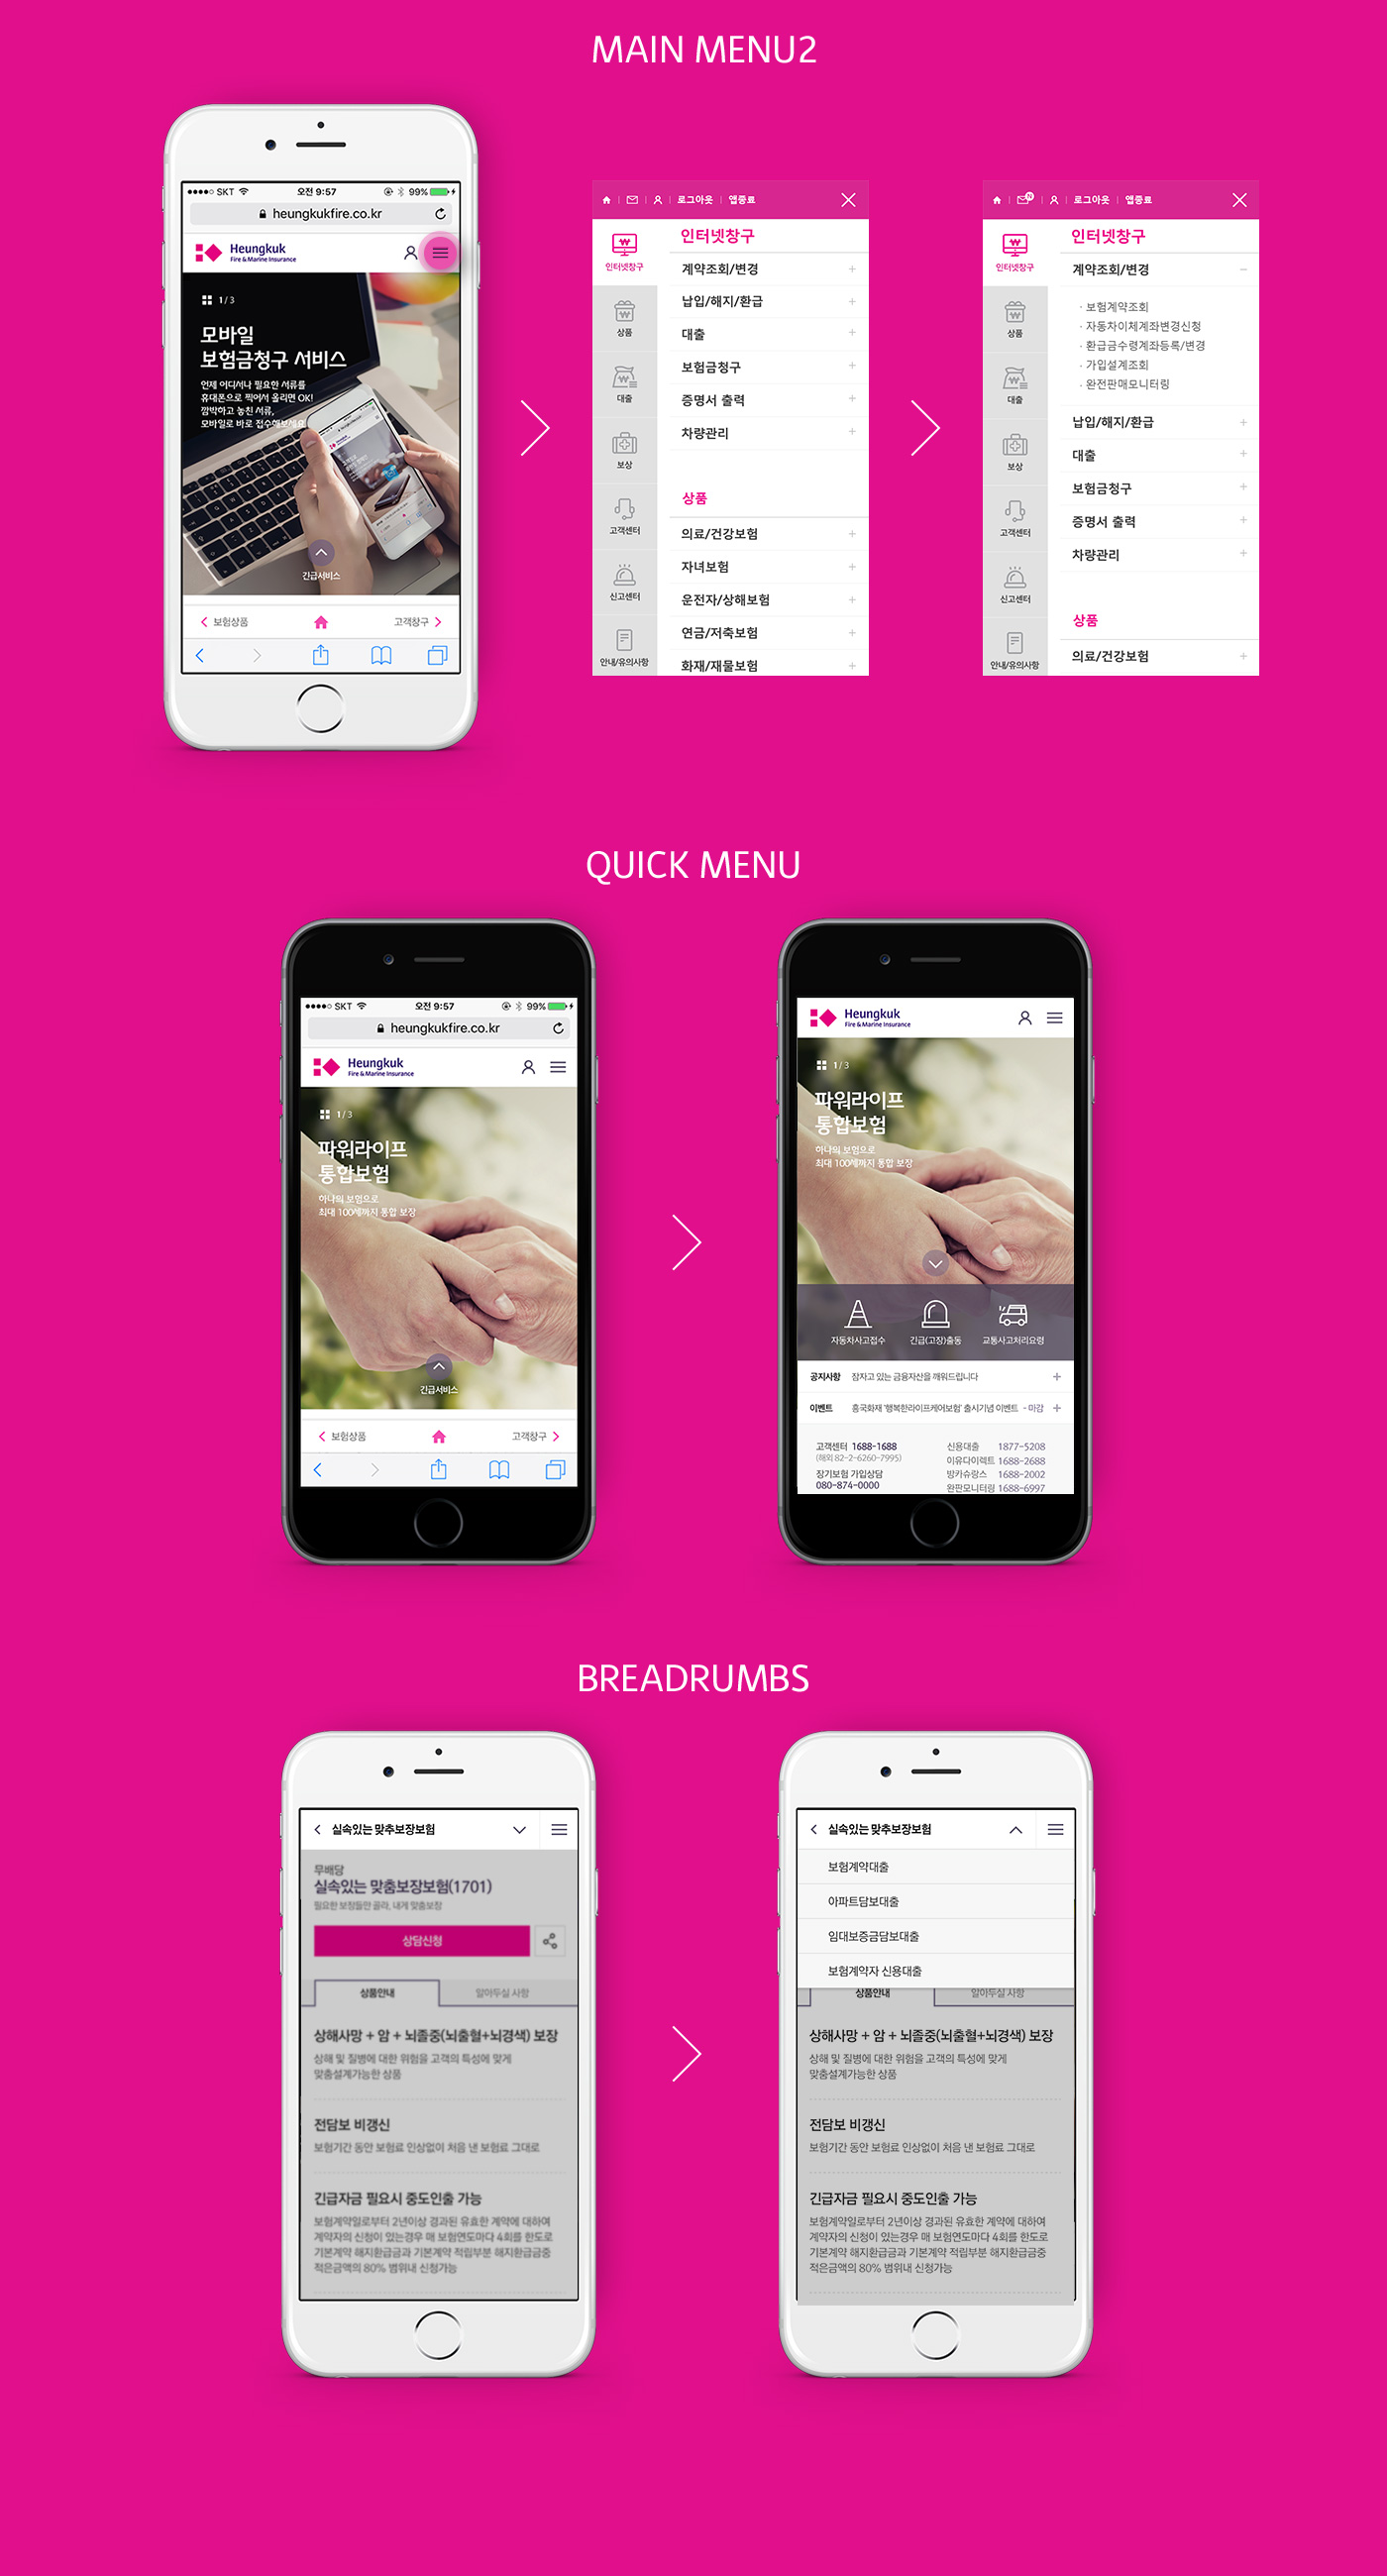 MAIN MENU2
SKT
오전 9:57
99%
heungkukfire.co.kr
Heungkuk
Fire & Marine Insurance
1 / 3
모바일
보험금청구 서비스
언제 어디서나 필요한 서류를
휴대폰으로 찍어서 올리면 OK!
깜박하고 놓친 서류,
모바일로 바로 접수해보세요
긴급서비스
보험상품
고객창구
로그아웃
앱종료
인터넷창구
상품
대출
보상
고객센터
신고센터
안내/유의사항
인터넷창구
계약조회/변경
납입/해지/환급
대출
보험금청구
증명서 출력
차량관리
상품
의료/건강보험
자녀보험
운전자/상해보험
연금/저축보험
화재/재물보험
N
로그아웃
앱종료
인터넷창구
상품
대출
보상
고객센터
신고센터
안내/유의사항
인터넷창구
계약조회/변경
· 보험계약조회
· 자동차이체계좌변경신청
· 환급금수령계좌등록/변경
· 가입설계조회
· 완전판매모니터링
납입/해지/환급
대출
보험금청구
증명서 출력
차량관리
상품
의료/건강보험
QUICK MENU
SKT
오전 9:57
99%
heungkukfire.co.kr
Heungkuk
Fire & Marine Insurance
1 / 3
파워라이프
통합보험
하나의 보험으로
최대 100세까지 통합 보장
긴급서비스
보험상품
고객창구
Heungkuk
Fire & Marine Insurance
1 / 3
파워라이프
통합보험
하나의 보험으로
최대 100세까지 통합 보장
자동차사고접수
긴급(고장)출동
교통사고처리요령
공지사항 잠자고 있는 금융자산을 깨워드립니다
이벤트 흥국화재 '행복한라이프케어보험' 출시기념 이벤트 - 마감
고객센터 1688-1688
(해외 82-2-6260-7995)
장기보험 가입상담
080-874-0000
신용대출 1877-5208
이유다이렉트 1688-2688
방카슈랑스 1688-2002
완판모니터링 1688-6997
BREADRUMBS
실속있는 맞추보장보험
무배당
실속있는 맞춤보장보험(1701)
필요한 보장들만 골라, 내게 맞춤보장
상담신청
상품안내
알아두실 사항
상해사망 + 암 + 뇌졸중(뇌출혈+뇌경색) 보장
상해 및 질병에 대한 위험을 고객의 특성에 맞게
맞춤설계가능한 상품
전담보 비갱신
보험기간 동안 보험료 인상없이 처음 낸 보험료 그대로
긴급자금 필요시 중도인출 가능
보험계약일로부터 2년이상 경과된 유효한 계약에 대하여
계약자의 신청이 있는경우 매 보험연도마다 4회를 한도로
기본계약 해지환급금과 기본계약 적립부분 해지환급금중
적은금액의 80% 범위내 신청가능
실속있는 맞추보장보험
보험계약대출
아파트담보대출
임대보증금담보대출
보험계약자 신용대출
상품안내
알아두실 사항
상해사망 + 암 + 뇌졸중(뇌출혈+뇌경색) 보장
상해 및 질병에 대한 위험을 고객의 특성에 맞게
맞춤설계가능한 상품
전담보 비갱신
보험기간 동안 보험료 인상없이 처음 낸 보험료 그대로
긴급자금 필요시 중도인출 가능
보험계약일로부터 2년이상 경과된 유효한 계약에 대하여
계약자의 신청이 있는경우 매 보험연도마다 4회를 한도로
기본계약 해지환급금과 기본계약 적립부분 해지환급금중
적은금액의 80% 범위내 신청가능